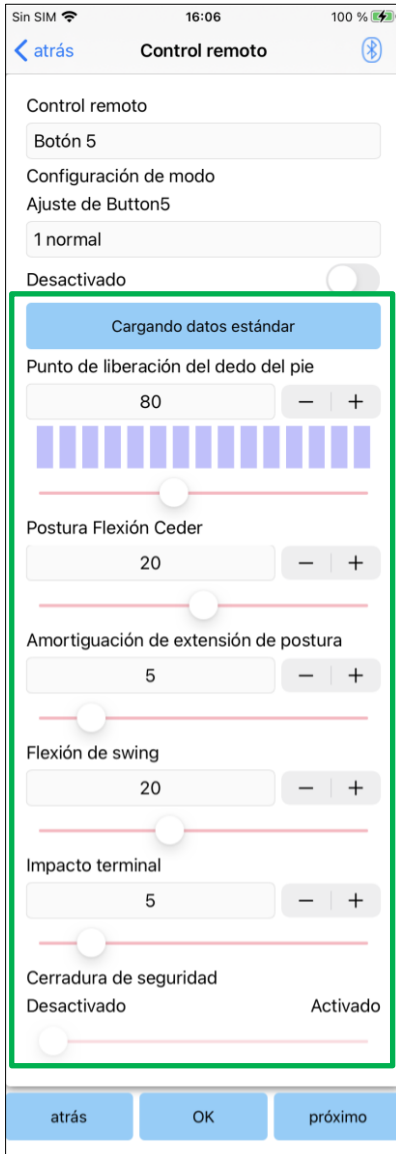 Sin SIM 16:06 100 %
atrás Control remoto
Control remoto
Botón 5
Configuración de modo
Ajuste de Button5
1 normal
Desactivado
Cargando datos estándar
Punto de liberación del dedo del pie
80 − +
Postura Flexión Ceder
20 − +
Amortiguación de extensión de postura
5 − +
Flexión de swing
20 − +
Impacto terminal
5 − +
Cerradura de seguridad
Desactivado Activado
atrás OK próximo